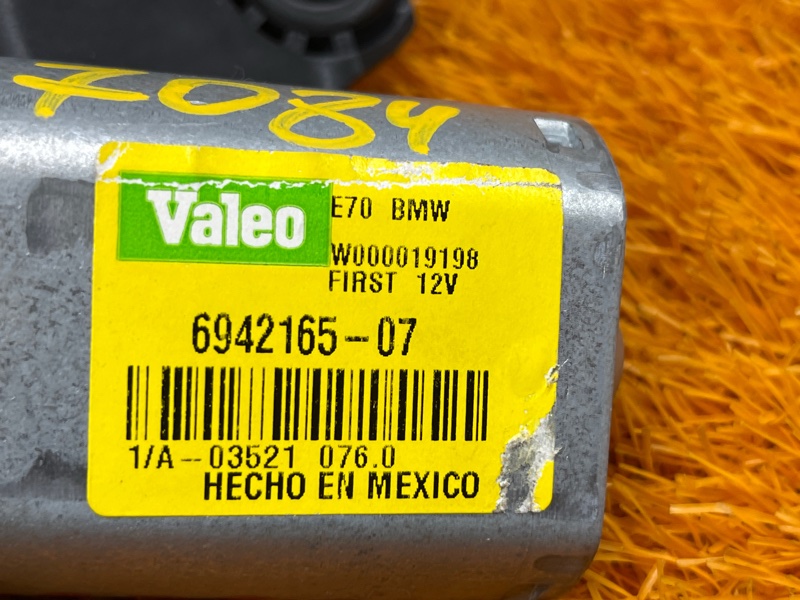 7084
Valeo
E70 BMW
W000019198
FIRST 12V
6942165-07
1/A-03521 076.0
HECHO EN MEXICO